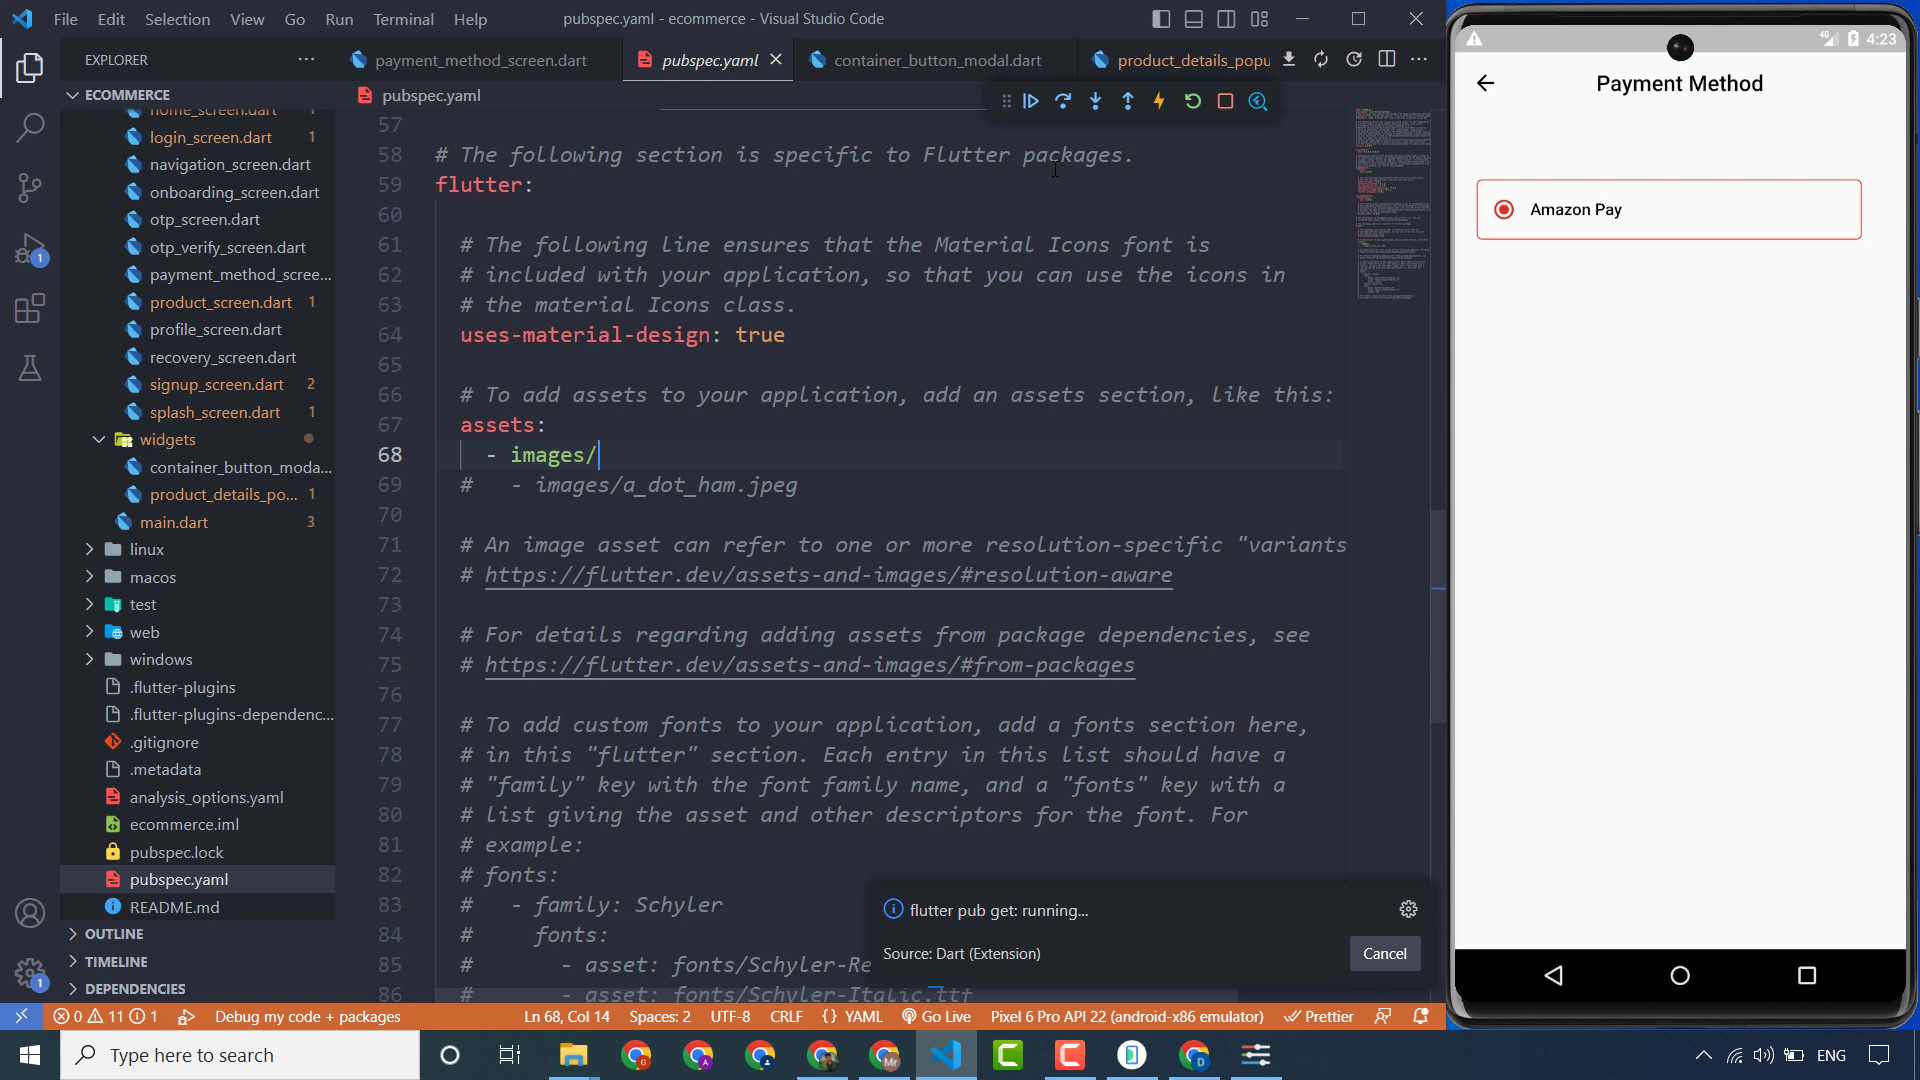 File Edit Selection View Go Run Terminal Help
pubspec.yaml - ecommerce - Visual Studio Code
EXPLORER
payment_method_screen.dart
pubspec.yaml
container_button_modal.dart
product_details_popu
ECOMMERCE
pubspec.yaml
home_screen.dart 1
login_screen.dart 1
navigation_screen.dart
onboarding_screen.dart
otp_screen.dart
otp_verify_screen.dart
payment_method_scree...
product_screen.dart 1
profile_screen.dart
recovery_screen.dart
signup_screen.dart 2
splash_screen.dart 1
widgets
container_button_moda...
product_details_po... 1
main.dart 3
linux
macos
test
web
windows
.flutter-plugins
.flutter-plugins-dependenc...
.gitignore
.metadata
analysis_options.yaml
ecommerce.iml
pubspec.lock
pubspec.yaml
README.md
OUTLINE
TIMELINE
DEPENDENCIES
1
1
57
58 # The following section is specific to Flutter packages.
59 flutter:
60
61 # The following line ensures that the Material Icons font is
62 # included with your application, so that you can use the icons in
63 # the material Icons class.
64 uses-material-design: true
65
66 # To add assets to your application, add an assets section, like this:
67 assets:
68 - images/
69 # - images/a_dot_ham.jpeg
70
71 # An image asset can refer to one or more resolution-specific "variants
72 # https://flutter.dev/assets-and-images/#resolution-aware
73
74 # For details regarding adding assets from package dependencies, see
75 # https://flutter.dev/assets-and-images/#from-packages
76
77 # To add custom fonts to your application, add a fonts section here,
78 # in this "flutter" section. Each entry in this list should have a
79 # "family" key with the font family name, and a "fonts" key with a
80 # list giving the asset and other descriptors for the font. For
81 # example:
82 # fonts:
83 # - family: Schyler
84 # fonts:
85 # - asset: fonts/Schyler-Re
86 # - asset: fonts/Schyler-Italic.ttf
flutter pub get: running...
Source: Dart (Extension)
Cancel
0 11 1 Debug my code + packages
Ln 68, Col 14 Spaces: 2 UTF-8 CRLF {} YAML Go Live Pixel 6 Pro API 22 (android-x86 emulator) Prettier
4G 4:23
Payment Method
Amazon Pay
Type here to search
ENG